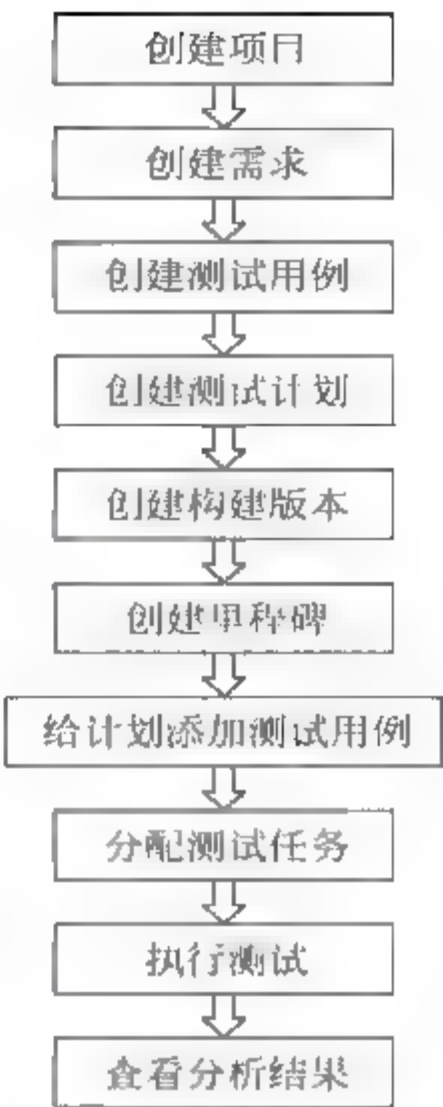 创建项目
创建需求
创建测试用例
创建测试计划
创建构建版本
创建里程碑
给计划添加测试用例
分配测试任务
执行测试
查看分析结果